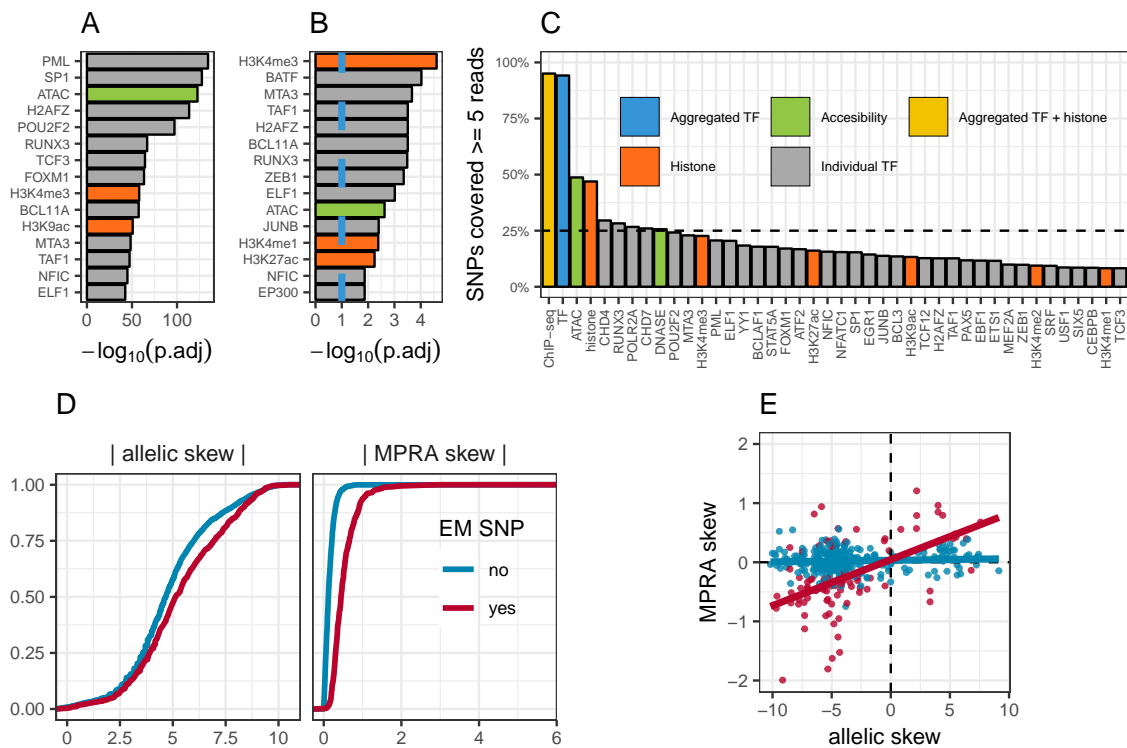 A
PML
SP1
ATAC
H2AFZ
POU2F2
RUNX3
TCF3
FOXM1
H3K4me3
BCL11A
H3K9ac
MTA3
TAF1
NFIC
ELF1
0 50 100
−log10(p.adj)
B
H3K4me3
BATF
MTA3
TAF1
H2AFZ
BCL11A
RUNX3
ZEB1
ELF1
ATAC
JUNB
H3K4me1
H3K27ac
NFIC
EP300
0 1 2 3 4
−log10(p.adj)
C
SNPs covered >= 5 reads
100%
75%
50%
25%
0%
Aggregated TF
Accesibility
Aggregated TF + histone
Histone
Individual TF
ChIP-seq
TF
ATAC
histone
CHD4
RUNX3
POLR2A
CHD7
DNASE
POU2F2
MTA3
H3K4me3
PML
ELF1
YY1
BCLAF1
STAT5A
FOXM1
ATF2
H3K27ac
NFIC
NFATC1
SP1
EGR1
JUNB
BCL3
H3K9ac
TCF12
H2AFZ
TAF1
PAX5
EBF1
ETS1
MEF2A
ZEB1
H3K4me2
SRF
USF1
SIX5
CEBPB
H3K4me1
TCF3
D
| allelic skew |
| MPRA skew |
1.00
0.75
0.50
0.25
0.00
EM SNP
no
yes
0 2.5 5 7.5 10
0 2 4 6
E
MPRA skew
2
1
0
−1
−2
−10 −5 0 5 10
allelic skew